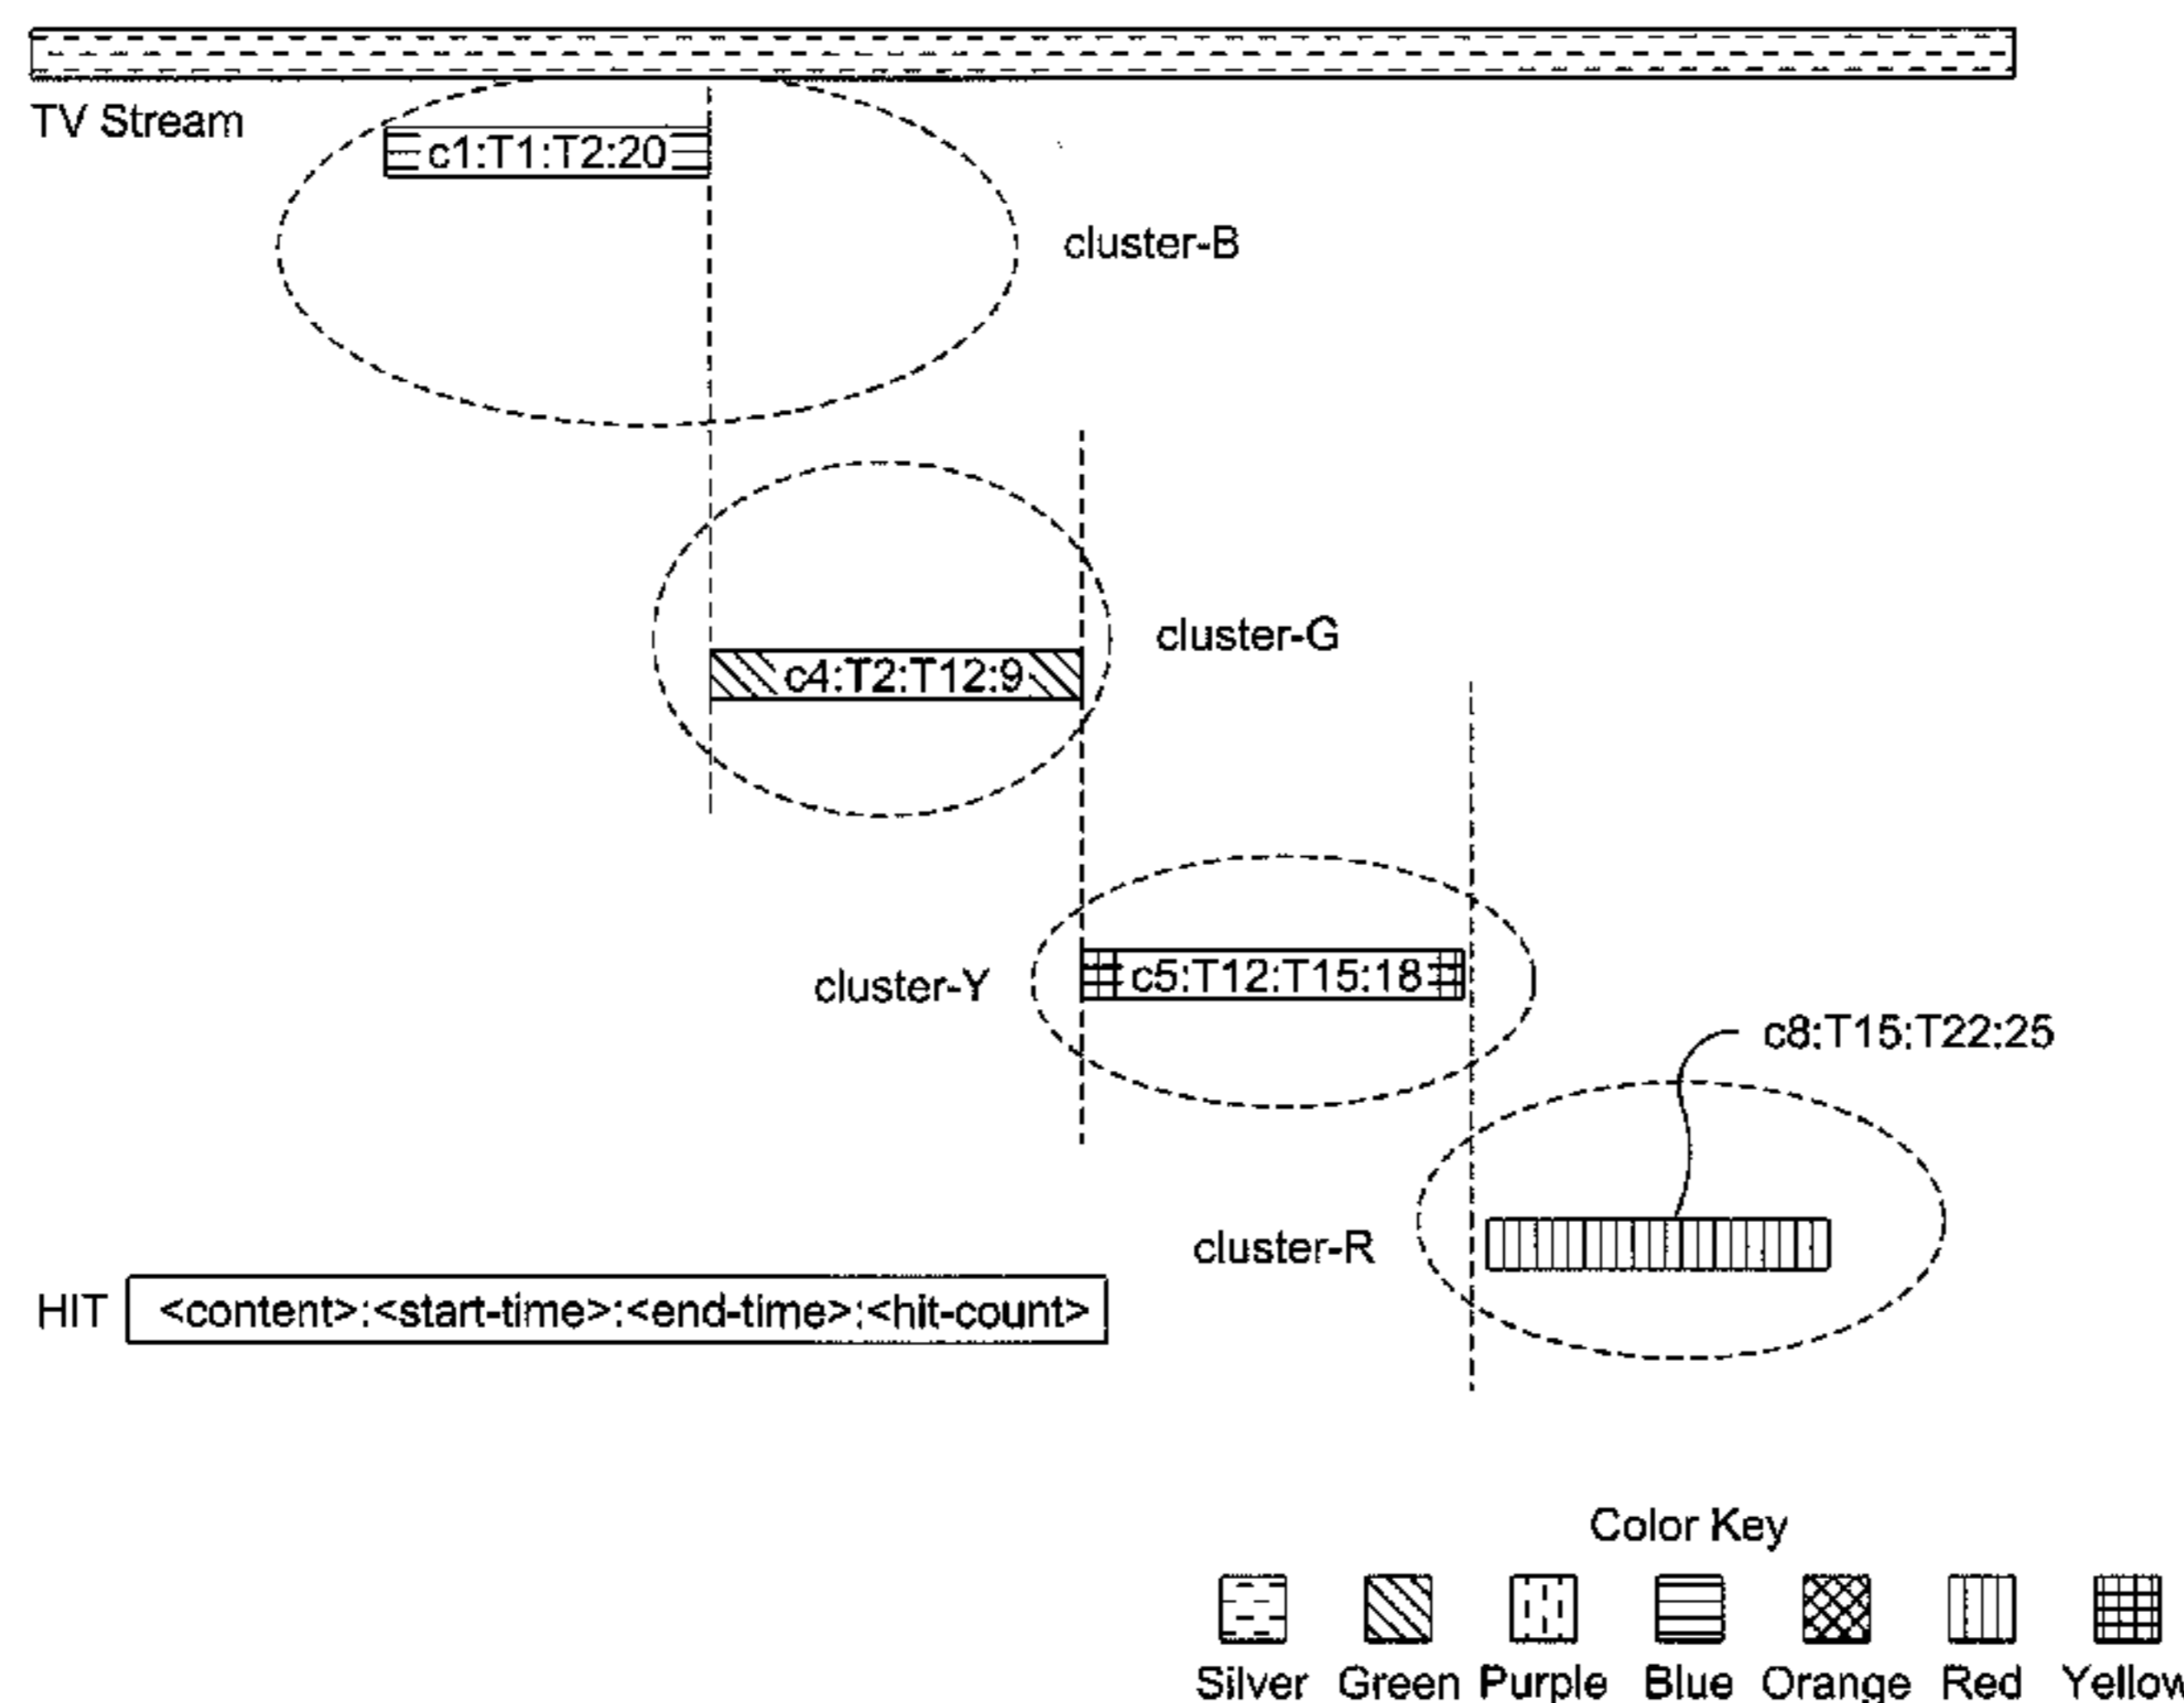 TV Stream
c1:T1:T2:20
cluster-B
cluster-G
c4:T2:T12:9
cluster-Y
c5:T12:T15:18
c8:T15:T22:25
cluster-R
HIT <content>:<start-time>:<end-time>:<hit-count>
Color Key
Silver Green Purple Blue Orange Red Yellow